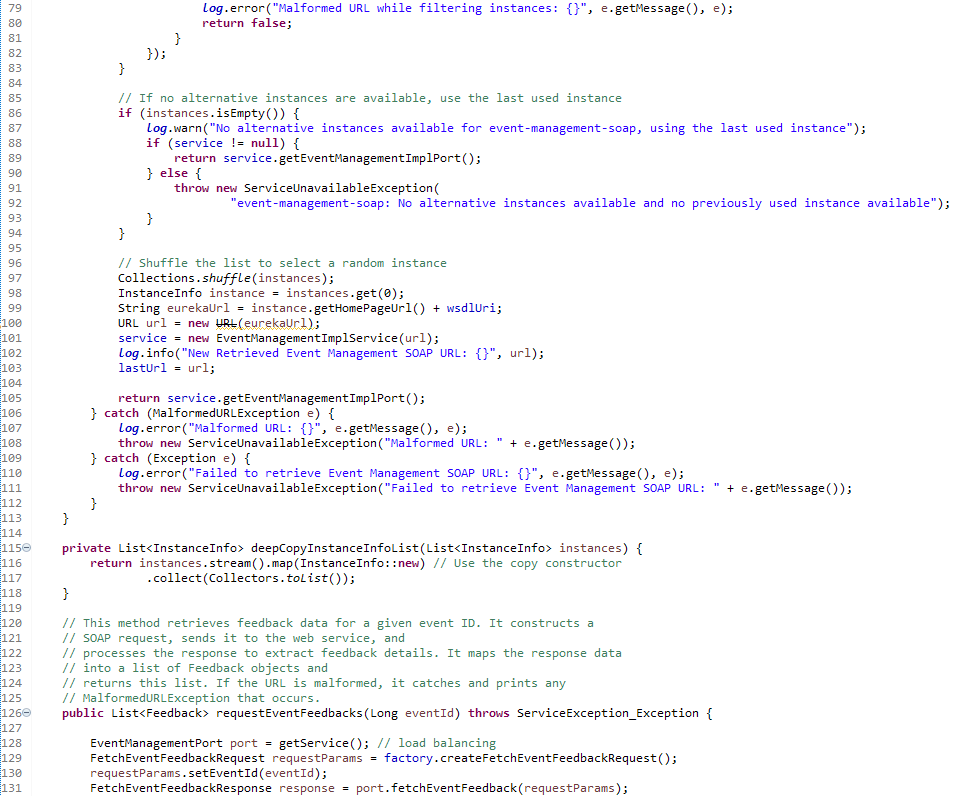 79 log.error("Malformed URL while filtering instances: {}", e.getMessage(), e);
80 return false;
81 }
82 });
83 }
84
85 // If no alternative instances are available, use the last used instance
86 if (instances.isEmpty()) {
87 log.warn("No alternative instances available for event-management-soap, using the last used instance");
88 if (service != null) {
89 return service.getEventManagementImplPort();
90 } else {
91 throw new ServiceUnavailableException(
92 "event-management-soap: No alternative instances available and no previously used instance available");
93 }
94 }
95
96 // Shuffle the list to select a random instance
97 Collections.shuffle(instances);
98 InstanceInfo instance = instances.get(0);
99 String eurekaUrl = instance.getHomePageUrl() + wsdlUri;
100 URL url = new URL(eurekaUrl);
101 service = new EventManagementImplService(url);
102 log.info("New Retrieved Event Management SOAP URL: {}", url);
103 lastUrl = url;
104
105 return service.getEventManagementImplPort();
106 } catch (MalformedURLException e) {
107 log.error("Malformed URL: {}", e.getMessage(), e);
108 throw new ServiceUnavailableException("Malformed URL: " + e.getMessage());
109 } catch (Exception e) {
110 log.error("Failed to retrieve Event Management SOAP URL: {}", e.getMessage(), e);
111 throw new ServiceUnavailableException("Failed to retrieve Event Management SOAP URL: " + e.getMessage());
112 }
113 }
114
115 private List<InstanceInfo> deepCopyInstanceInfoList(List<InstanceInfo> instances) {
116 return instances.stream().map(InstanceInfo::new) // Use the copy constructor
117 .collect(Collectors.toList());
118 }
119
120 // This method retrieves feedback data for a given event ID. It constructs a
121 // SOAP request, sends it to the web service, and
122 // processes the response to extract feedback details. It maps the response data
123 // into a list of Feedback objects and
124 // returns this list. If the URL is malformed, it catches and prints any
125 // MalformedURLException that occurs.
126 public List<Feedback> requestEventFeedbacks(Long eventId) throws ServiceException_Exception {
127
128 EventManagementPort port = getService(); // load balancing
129 FetchEventFeedbackRequest requestParams = factory.createFetchEventFeedbackRequest();
130 requestParams.setEventId(eventId);
131 FetchEventFeedbackResponse response = port.fetchEventFeedback(requestParams);